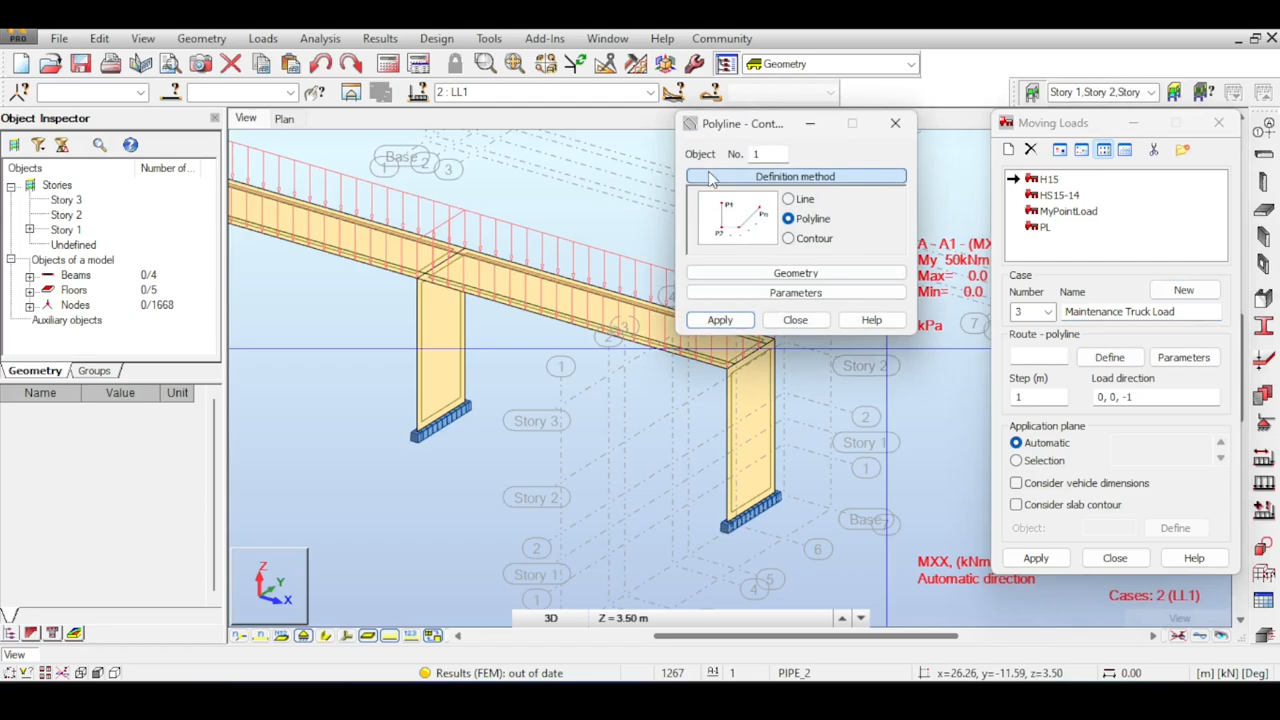 PRO File Edit View Geometry Loads Analysis Results Design Tools Add-Ins Window Help Community
Geometry
2 : LL1
Story 1,Story 2,Story
Object Inspector
Objects Number of...
Stories
Story 3
Story 2
Story 1
Undefined
Objects of a model
Beams 0/4
Floors 0/5
Nodes 0/1668
Auxiliary objects
Geometry Groups
Name Value Unit
View
View Plan
Base
1 2 3
1
3
2
Story 3
Story 2
2
Story 1
1
Story 2
2
Story 1
1
Base
6
5
4
7
Polyline - Cont...
Object No. 1
Definition method
P1 Pn
P2
Line
Polyline
Contour
Geometry
Parameters
Apply Close Help
A - A1 - (MX
My 50kNm
Max= 0.0
Min= 0.0
kPa
MXX, (kNm
Automatic direction
Cases: 2 (LL1)
View
Z
Y
X
3D Z = 3.50 m
Moving Loads
H15
HS15-14
MyPointLoad
PL
Case
Number Name New
3 Maintenance Truck Load
Route - polyline
Define Parameters
Step (m) Load direction
1 0, 0, -1
Application plane
Automatic
Selection
Consider vehicle dimensions
Consider slab contour
Object: Define
Apply Close Help
Results (FEM): out of date 1267 1 PIPE_2 x=26.26, y=-11.59, z=3.50 0.00 [m] [kN] [Deg]